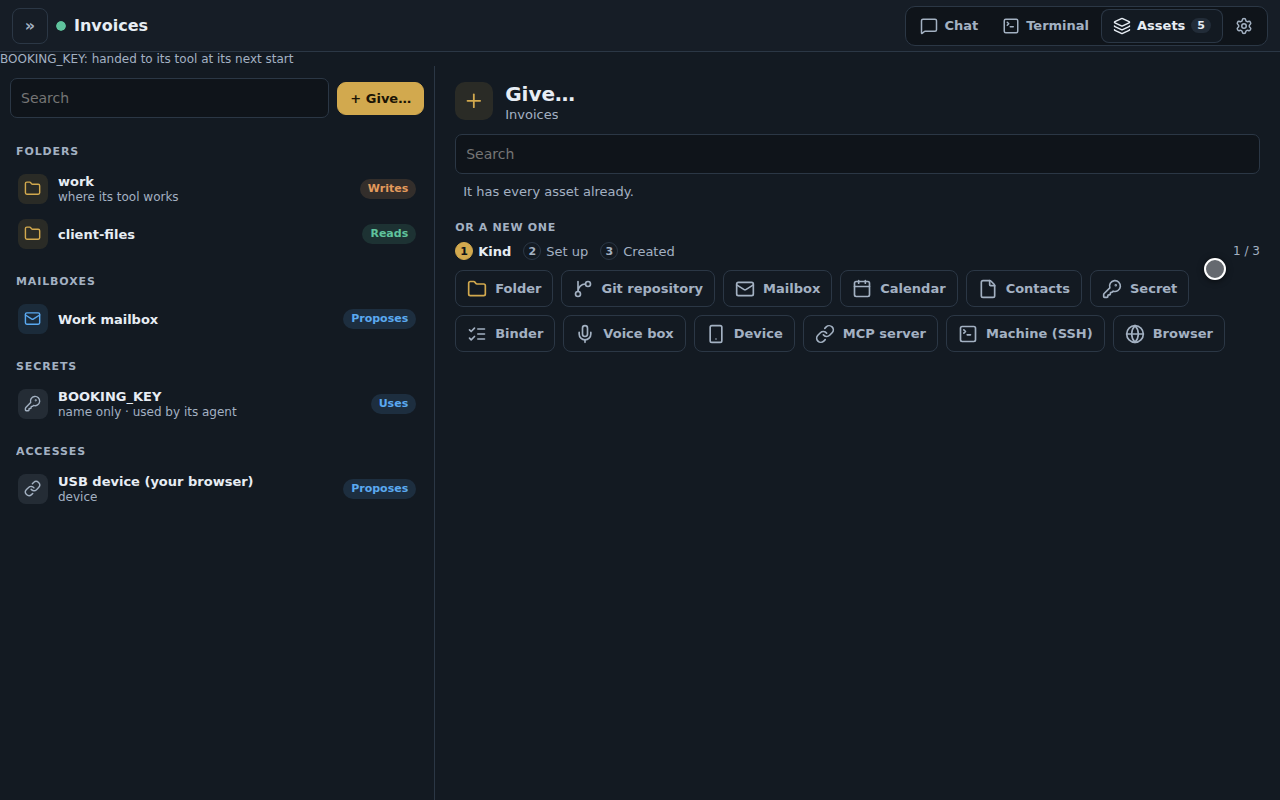 »
Invoices
Chat
Terminal
Assets 5
BOOKING_KEY: handed to its tool at its next start
Search
+ Give…
FOLDERS
work
where its tool works
Writes
client-files
Reads
MAILBOXES
Work mailbox
Proposes
SECRETS
BOOKING_KEY
name only · used by its agent
Uses
ACCESSES
USB device (your browser)
device
Proposes
Give…
Invoices
Search
It has every asset already.
OR A NEW ONE
1 Kind 2 Set up 3 Created 1 / 3
Folder Git repository Mailbox Calendar Contacts Secret
Binder Voice box Device MCP server Machine (SSH) Browser